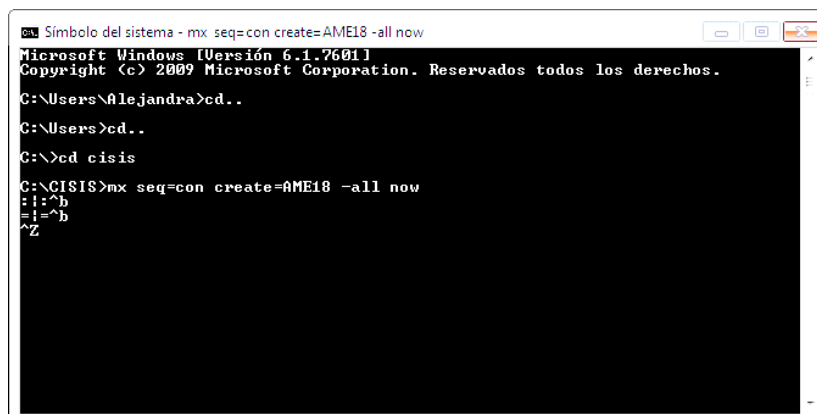 Símbolo del sistema - mx seq=con create=AME18 -all now
Microsoft Windows [Versión 6.1.7601]
Copyright (c) 2009 Microsoft Corporation. Reservados todos los derechos.
C:\Users\Alejandra>cd..
C:\Users>cd..
C:\>cd cisis
C:\CISIS>mx seq=con create=AME18 -all now
:|:^b
=|=^b
^Z